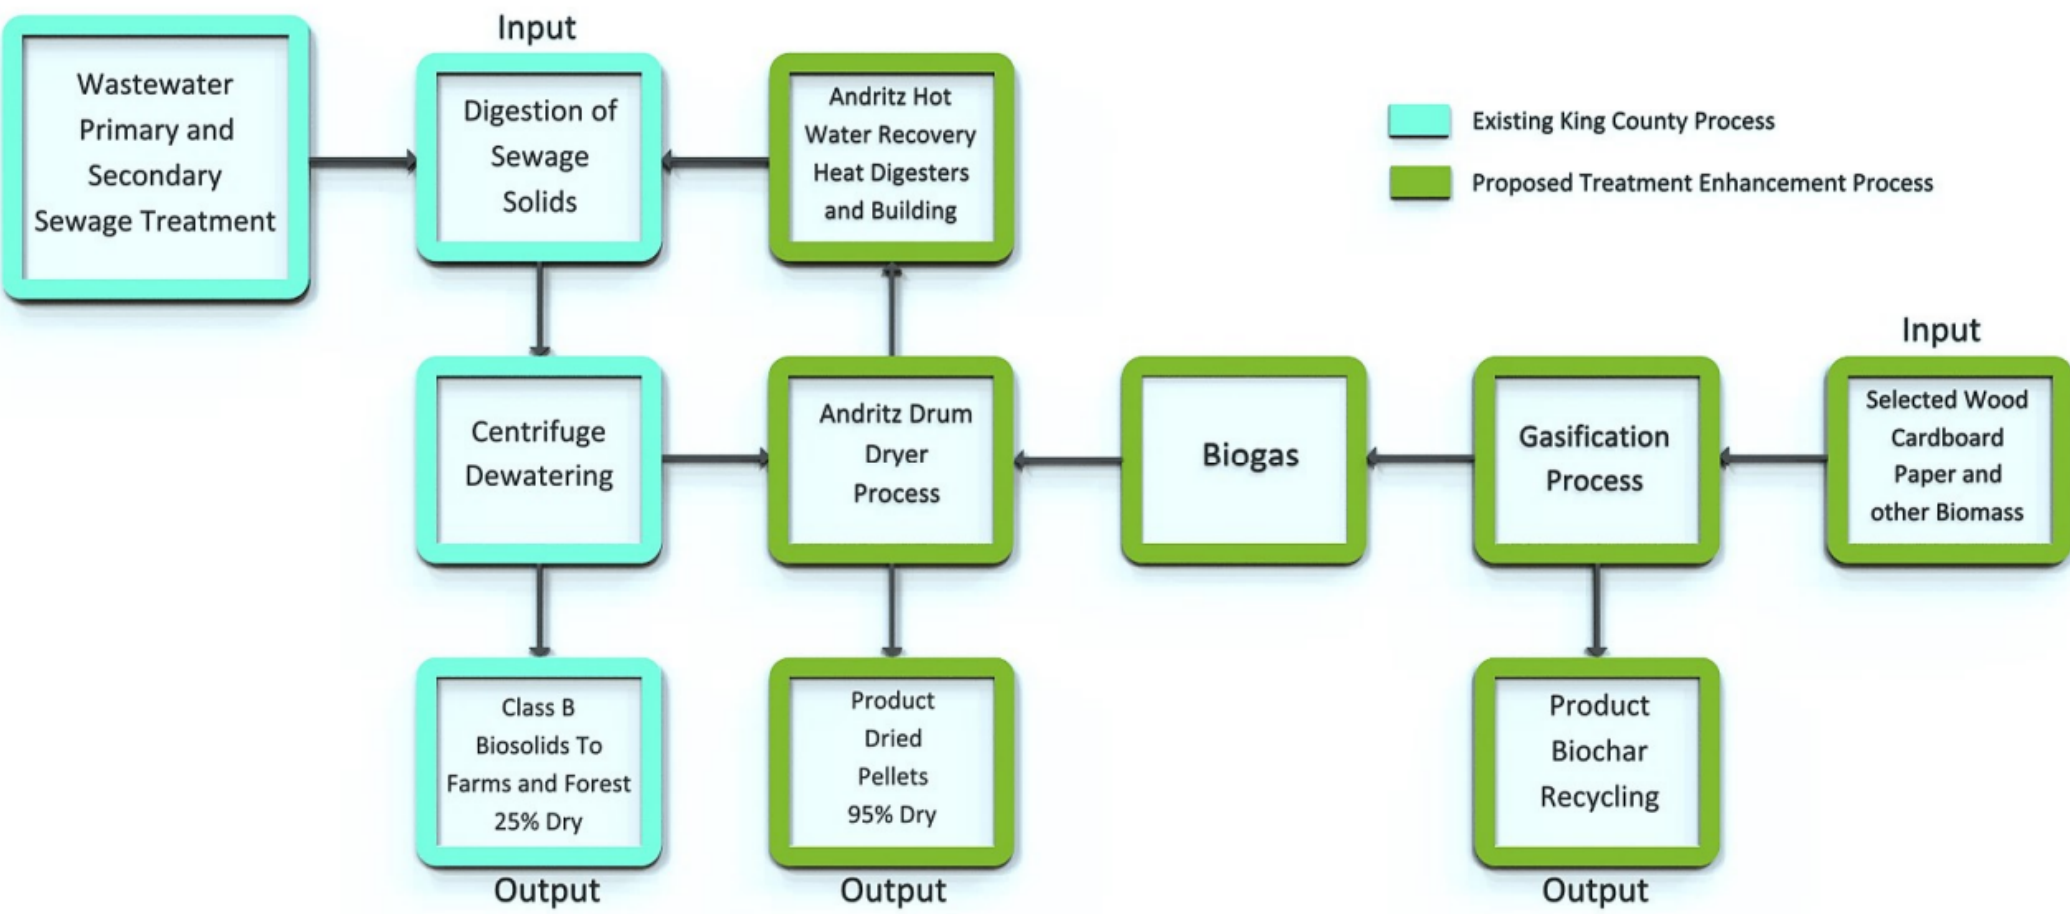 Input
Wastewater
Primary and
Secondary
Sewage Treatment
Digestion of
Sewage
Solids
Andritz Hot
Water Recovery
Heat Digesters
and Building
Existing King County Process
Proposed Treatment Enhancement Process
Centrifuge
Dewatering
Andritz Drum
Dryer
Process
Biogas
Gasification
Process
Input
Selected Wood
Cardboard
Paper and
other Biomass
Class B
Biosolids To
Farms and Forest
25% Dry
Output
Product
Dried
Pellets
95% Dry
Output
Product
Biochar
Recycling
Output